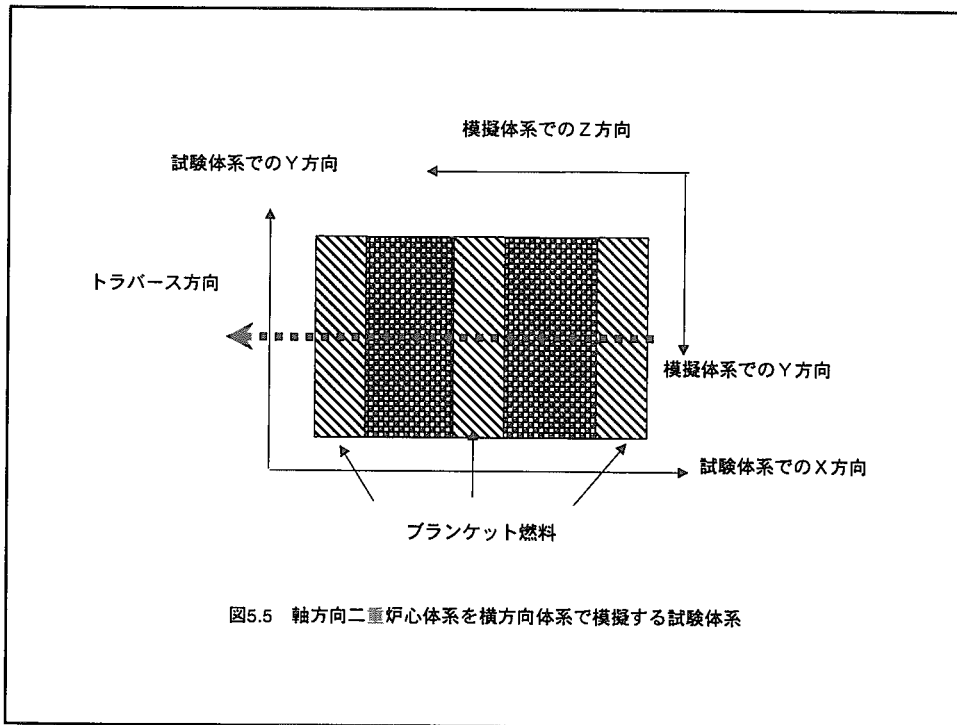 模擬体系でのZ方向
試験体系でのY方向
トラバース方向
模擬体系でのY方向
試験体系でのX方向
ブランケット燃料
図5.5 軸方向二重炉心体系を横方向体系で模擬する試験体系